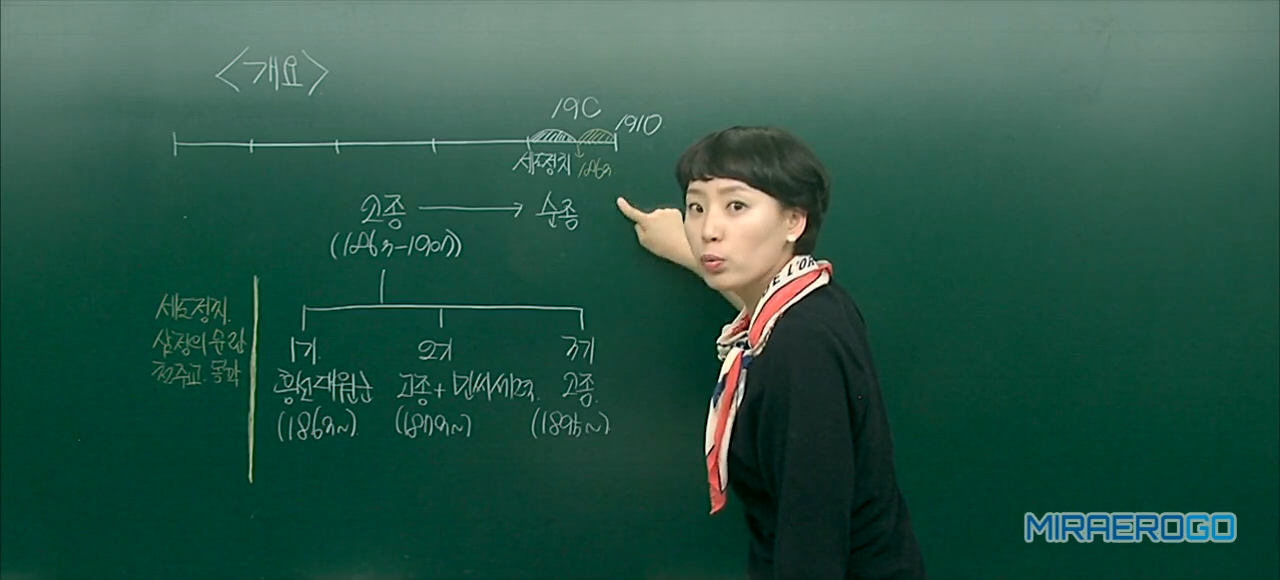 <개요>
19C
1910
세도정치 1863
고종 → 순종
(1863~1907)
세도정치.
삼정의 문란
천주교. 동학
1기. 2기 3기
흥선대원군 고종+민씨세력 고종.
(1863~). (1873~) (1895~).
DE L'OR
MIRAEROGO